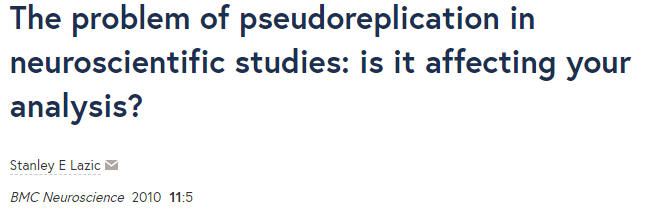 The problem of pseudoreplication in
neuroscientific studies: is it affecting your
analysis?
Stanley E Lazic
BMC Neuroscience 2010 11:5